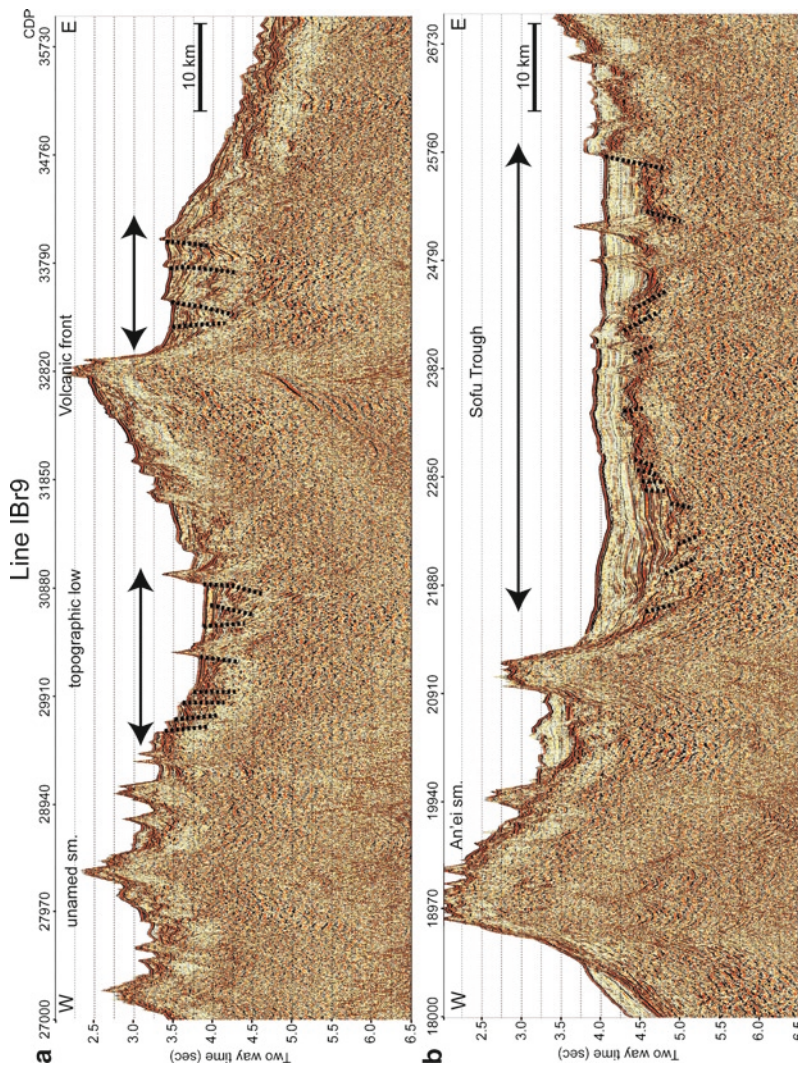 Line IBr9
a
W
unamed sm.
topographic low
Volcanic front
E
CDP
27000 27970 28940 29910 30880 31850 32820 33790 34760 35730
10 km
Two way time (sec)
2.5
3.0
3.5
4.0
4.5
5.0
5.5
6.0
6.5
b
W
An'ei sm.
Sofu Trough
E
18000 18970 19940 20910 21880 22850 23820 24790 25760 26730
10 km
Two way time (sec)
2.5
3.0
3.5
4.0
4.5
5.0
5.5
6.0
6.5